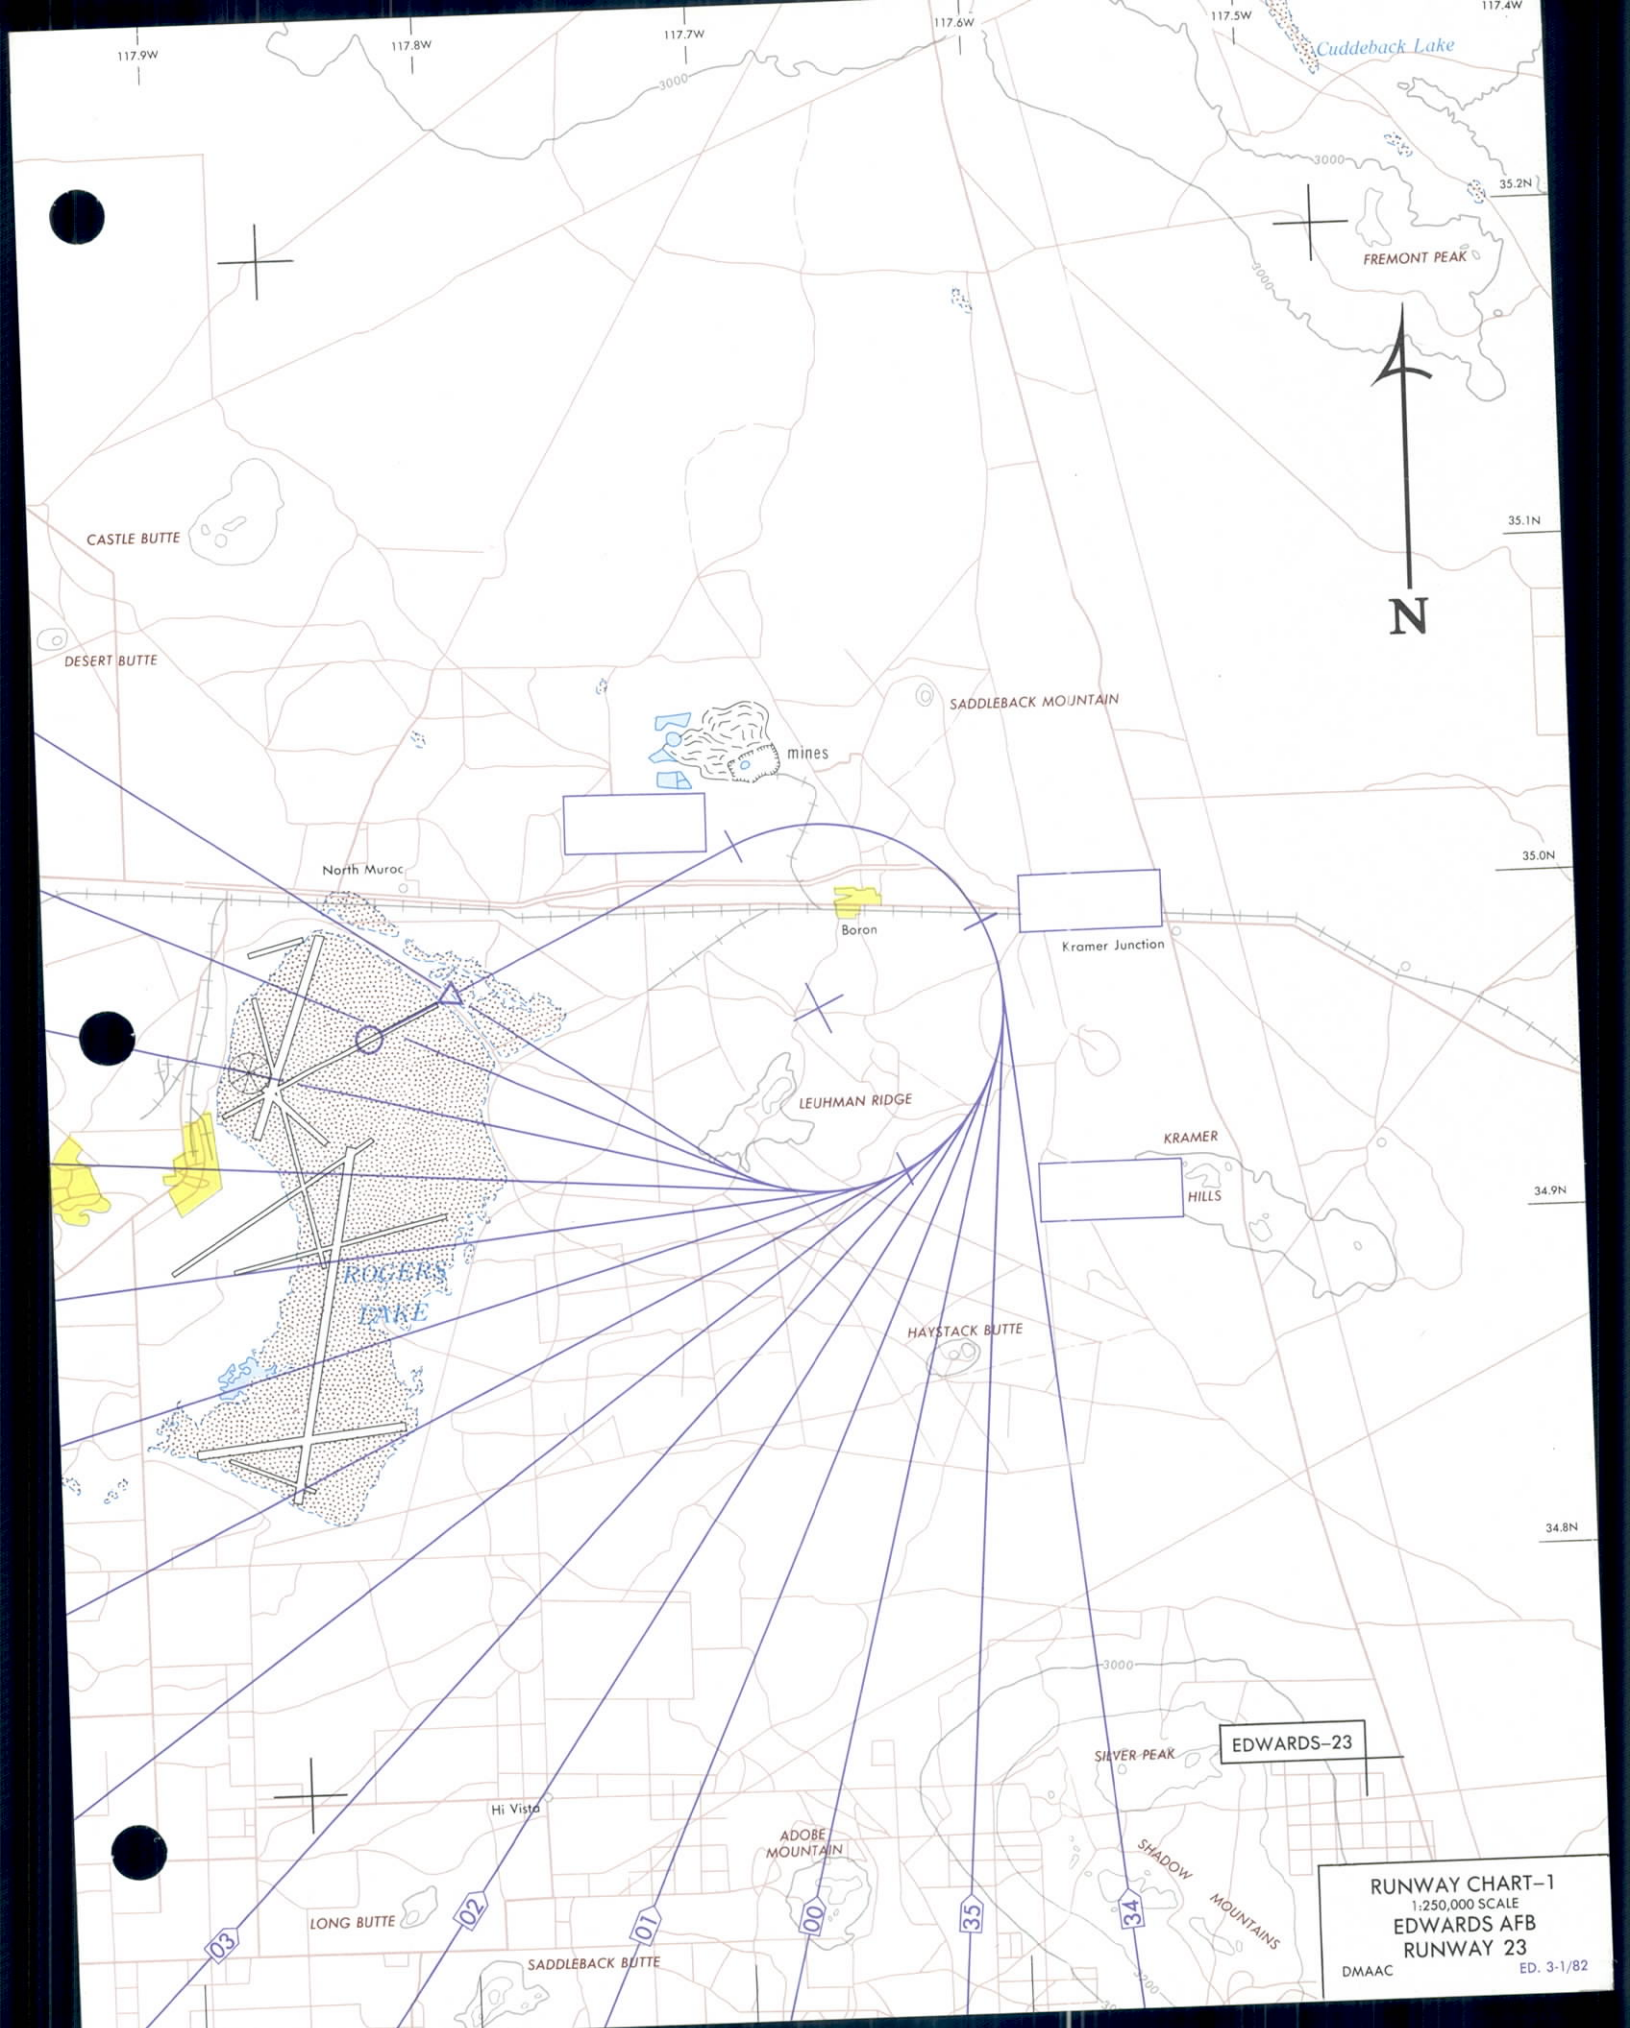 117.9W
117.8W
117.7W
117.6W
117.5W
117.4W
Cuddeback Lake
3000
3000
35.2N
FREMONT PEAK
3000
35.1N
CASTLE BUTTE
N
DESERT BUTTE
SADDLEBACK MOUNTAIN
mines
35.0N
North Muroc
Boron
Kramer Junction
LEUHMAN RIDGE
KRAMER
HILLS
34.9N
ROGERS
LAKE
HAYSTACK BUTTE
34.8N
3000
EDWARDS-23
SILVER PEAK
Hi Vista
ADOBE
MOUNTAIN
SHADOW
MOUNTAINS
LONG BUTTE
SADDLEBACK BUTTE
03
02
01
00
35
34
3200
RUNWAY CHART-1
1:250,000 SCALE
EDWARDS AFB
RUNWAY 23
DMAAC
ED. 3-1/82